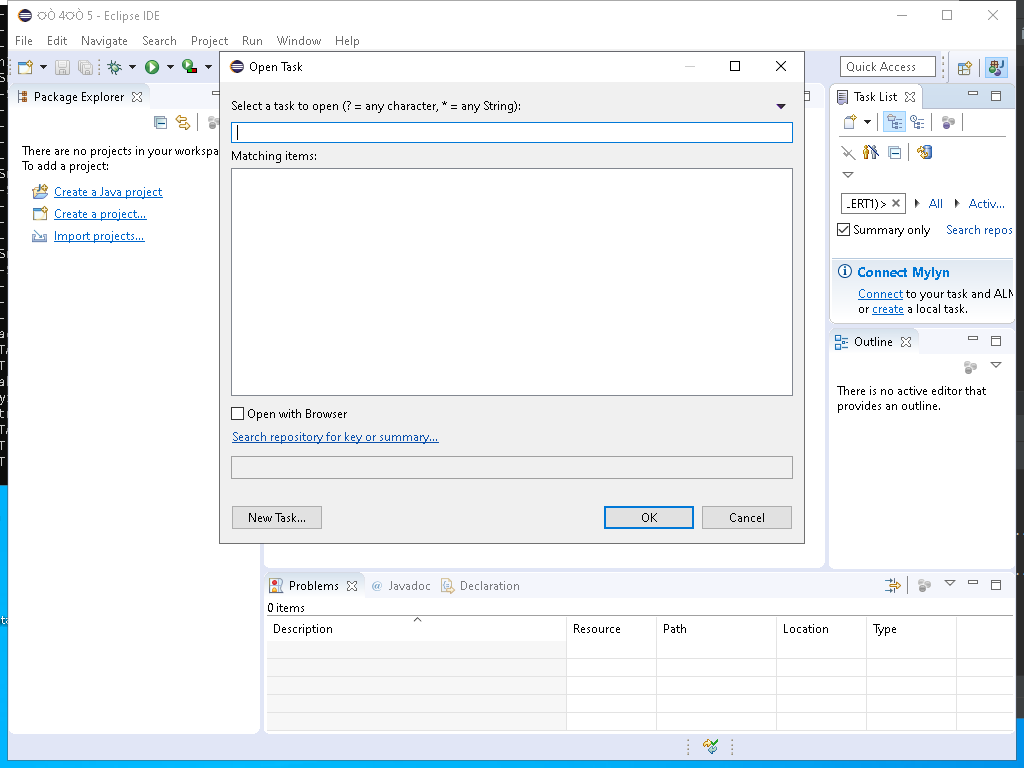 ÒÒ 4ÒÒ 5 - Eclipse IDE
File Edit Navigate Search Project Run Window Help
Quick Access
Package Explorer
There are no projects in your workspa
To add a project:
Create a Java project
Create a project...
Import projects...
Open Task
Select a task to open (? = any character, * = any String):
Matching items:
Open with Browser
Search repository for key or summary...
New Task...
OK
Cancel
Task List
ERT1)>
All
Activ...
Summary only
Search repos
Connect Mylyn
Connect to your task and ALM
or create a local task.
Outline
There is no active editor that
provides an outline.
Problems
@ Javadoc
Declaration
0 items
Description Resource Path Location Type